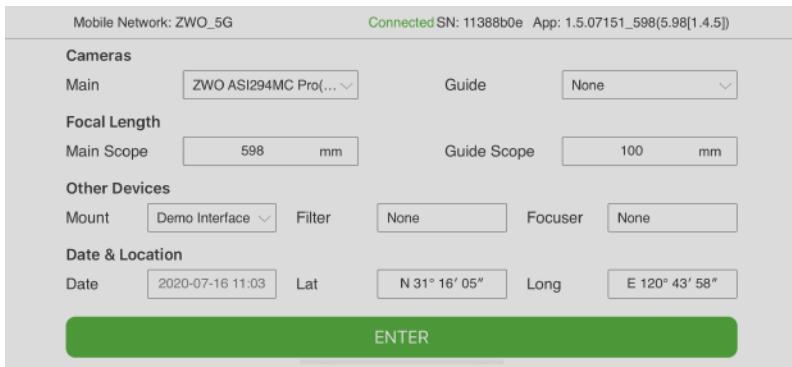 Mobile Network: ZWO_5G Connected SN: 11388b0e App: 1.5.07151_598(5.98[1.4.5])
Cameras
Main ZWO ASI294MC Pro(... Guide None
Focal Length
Main Scope 598 mm Guide Scope 100 mm
Other Devices
Mount Demo Interface Filter None Focuser None
Date & Location
Date 2020-07-16 11:03 Lat N 31° 16′ 05″ Long E 120° 43′ 58″
ENTER